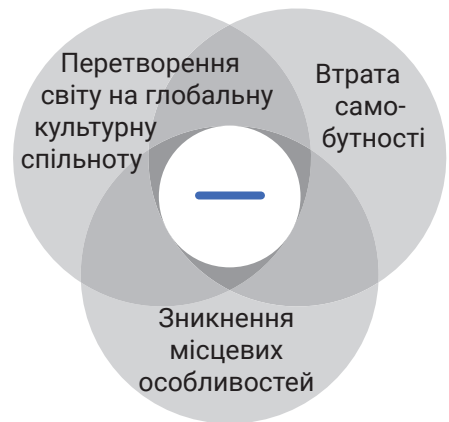 Перетворення
світу на глобальну
культурну
спільноту
Втрата
само-
бутності
Зникнення
місцевих
особливостей